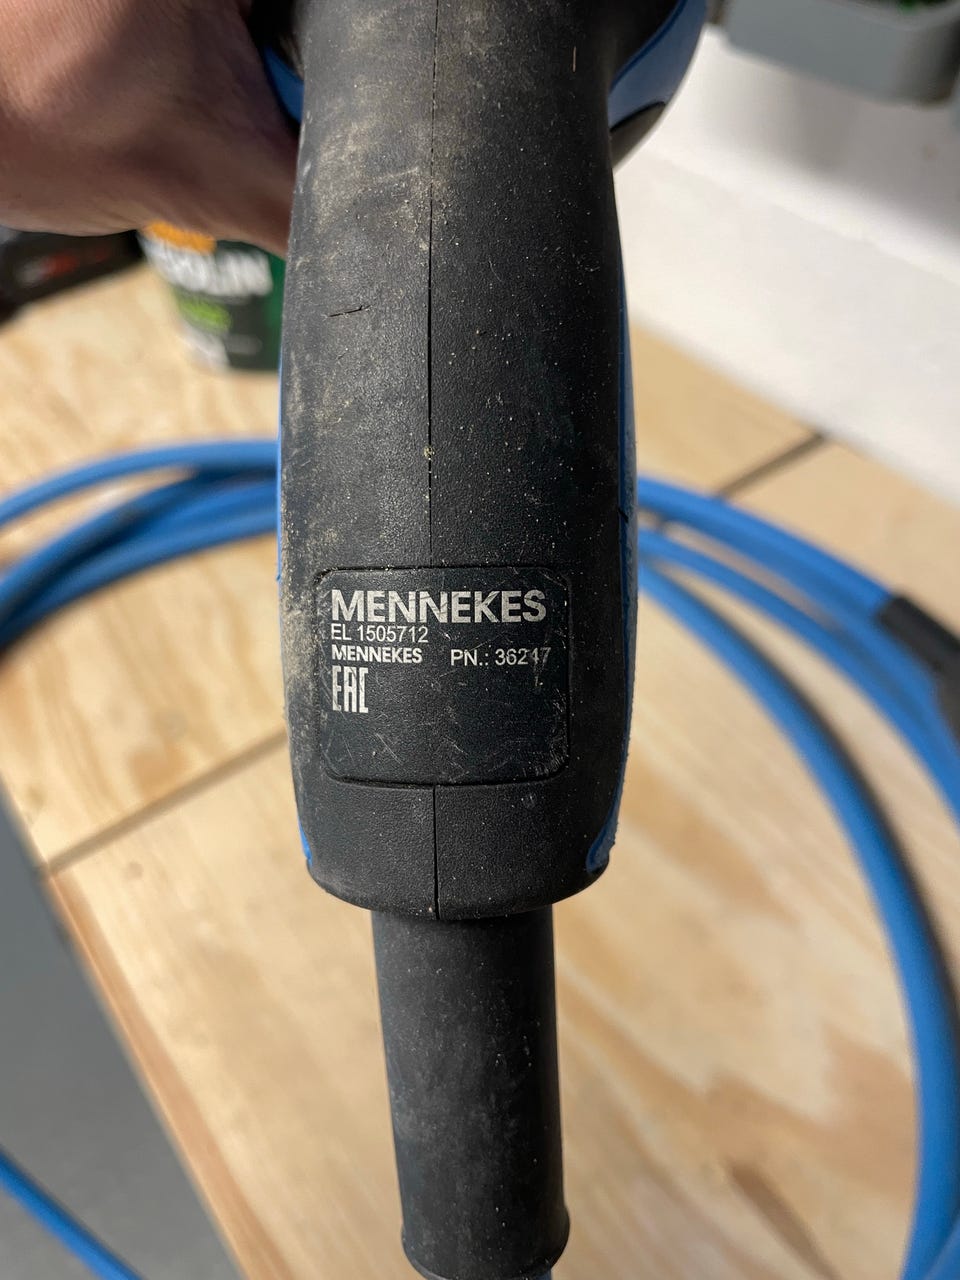 MENNEKES
EL 1505712
MENNEKES PN.: 36247
EAC